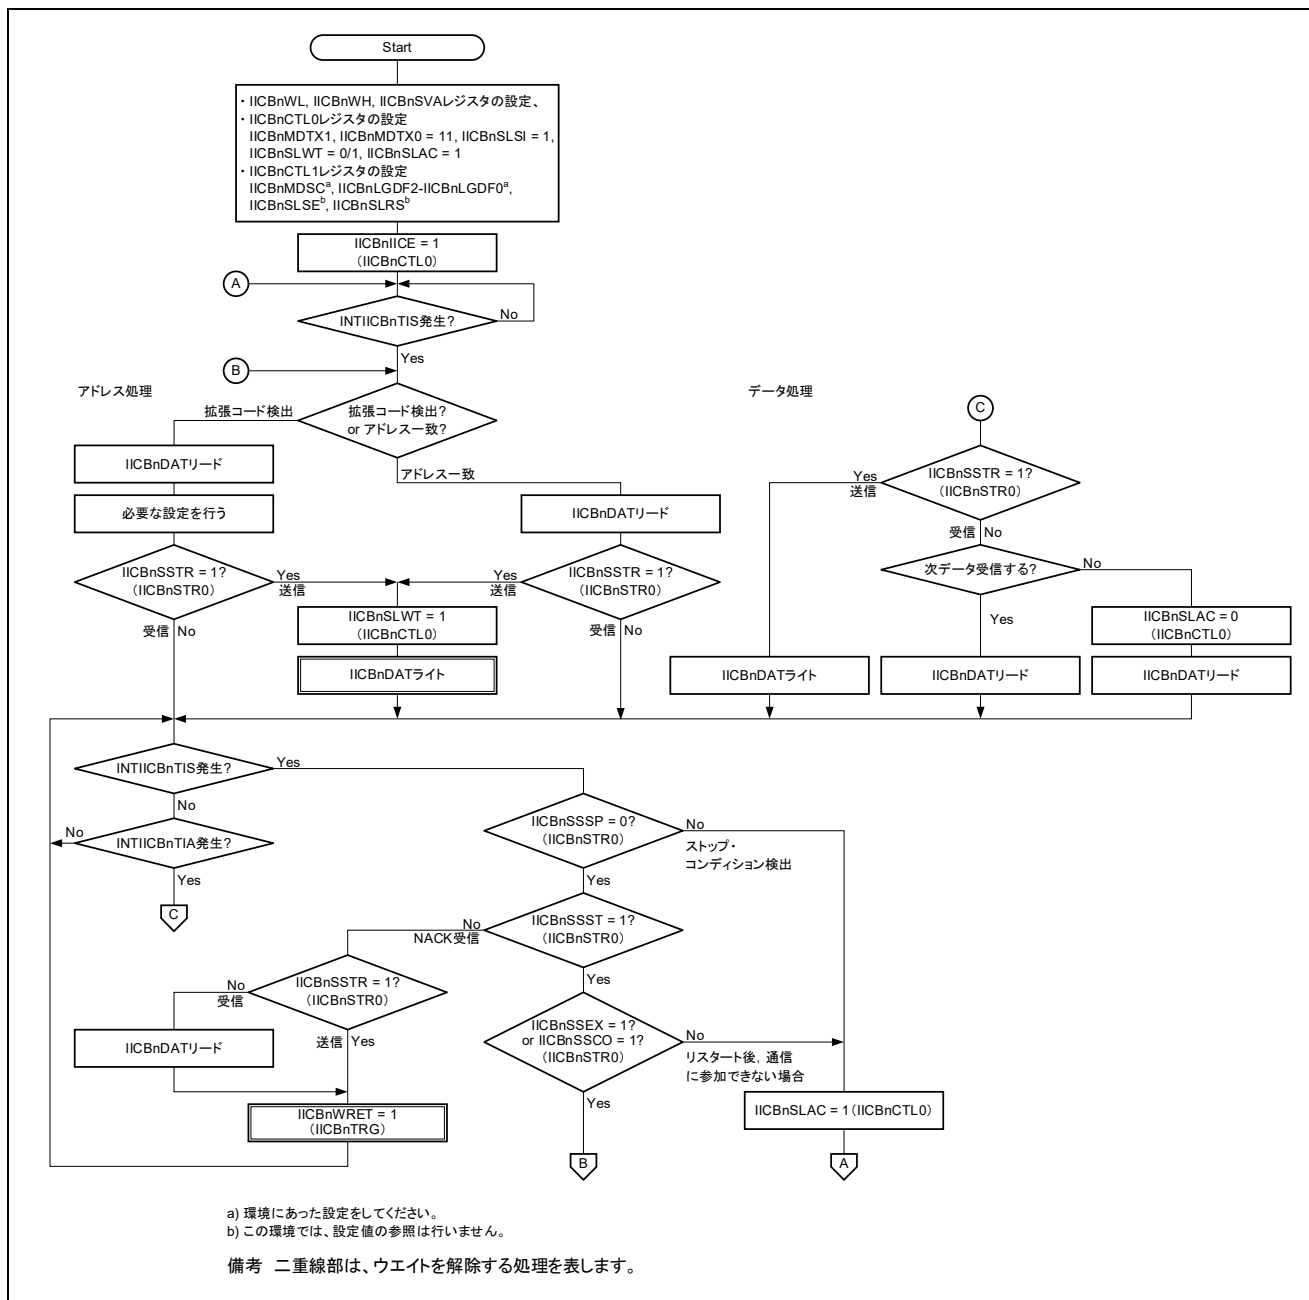 Start
・IICBnWL, IICBnWH, IICBnSVAレジスタの設定、
・IICBnCTL0レジスタの設定
IICBnMDTX1, IICBnMDTX0 = 11, IICBnSLSI = 1,
IICBnSLWT = 0/1, IICBnSLAC = 1
・IICBnCTL1レジスタの設定
IICBnMDSCa, IICBnLGDF2-IICBnLGDF0a,
IICBnSLSEb, IICBnSLRSb
IICBnIICE = 1
(IICBnCTL0)
A
INTIICBnTIS発生?
No
Yes
B
アドレス処理
拡張コード検出
拡張コード検出?
or アドレス一致?
アドレス一致
IICBnDATリード
必要な設定を行う
IICBnSSTR = 1?
(IICBnSTR0)
Yes
送信
受信
No
IICBnDATリード
IICBnSSTR = 1?
(IICBnSTR0)
Yes
送信
受信
No
IICBnSLWT = 1
(IICBnCTL0)
IICBnDATライト
データ処理
C
IICBnSSTR = 1?
(IICBnSTR0)
Yes
送信
受信
No
次データ受信する?
No
Yes
IICBnSLAC = 0
(IICBnCTL0)
IICBnDATライト
IICBnDATリード
IICBnDATリード
INTIICBnTIS発生?
Yes
No
INTIICBnTIA発生?
No
Yes
C
IICBnSSSP = 0?
(IICBnSTR0)
No
ストップ・
コンディション検出
Yes
IICBnSSST = 1?
(IICBnSTR0)
No
NACK受信
Yes
IICBnSSTR = 1?
(IICBnSTR0)
No
受信
送信
Yes
IICBnDATリード
IICBnWRET = 1
(IICBnTRG)
IICBnSSEX = 1?
or IICBnSSCO = 1?
(IICBnSTR0)
No
リスタート後, 通信
に参加できない場合
Yes
IICBnSLAC = 1(IICBnCTL0)
B
A
a) 環境にあった設定をしてください。
b) この環境では、設定値の参照は行いません。
備考 二重線部は、ウエイトを解除する処理を表します。